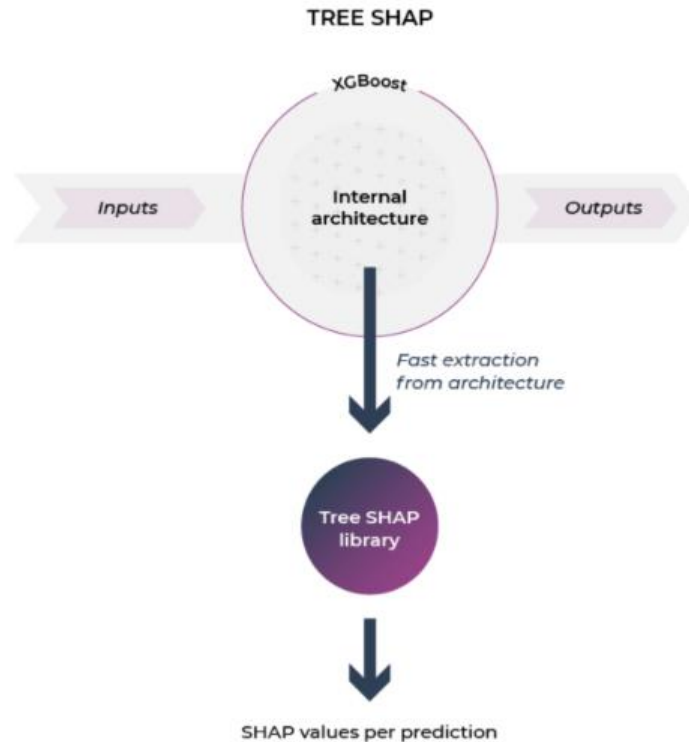 TREE SHAP
XGBoost
Internal
architecture
Inputs
Outputs
Fast extraction
from architecture
Tree SHAP
library
SHAP values per prediction